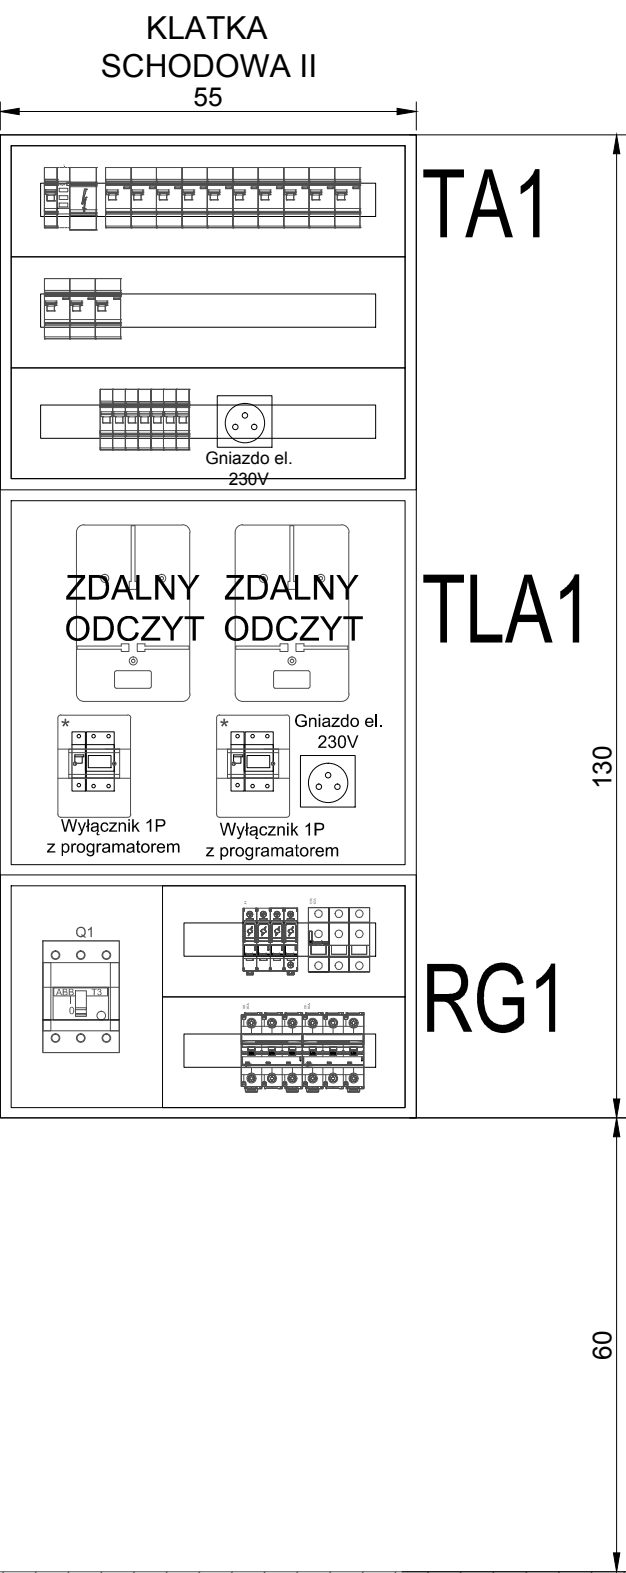 KLATKA
SCHODOWA II
55
TA1
Gniazdo el.
230V
ZDALNY
ODCZYT
ZDALNY
ODCZYT
TLA1
*
*
Gniazdo el.
230V
130
Wyłącznik 1P
z programatorem
Wyłącznik 1P
z programatorem
Q1
ABB T3
I
0
RG1
60